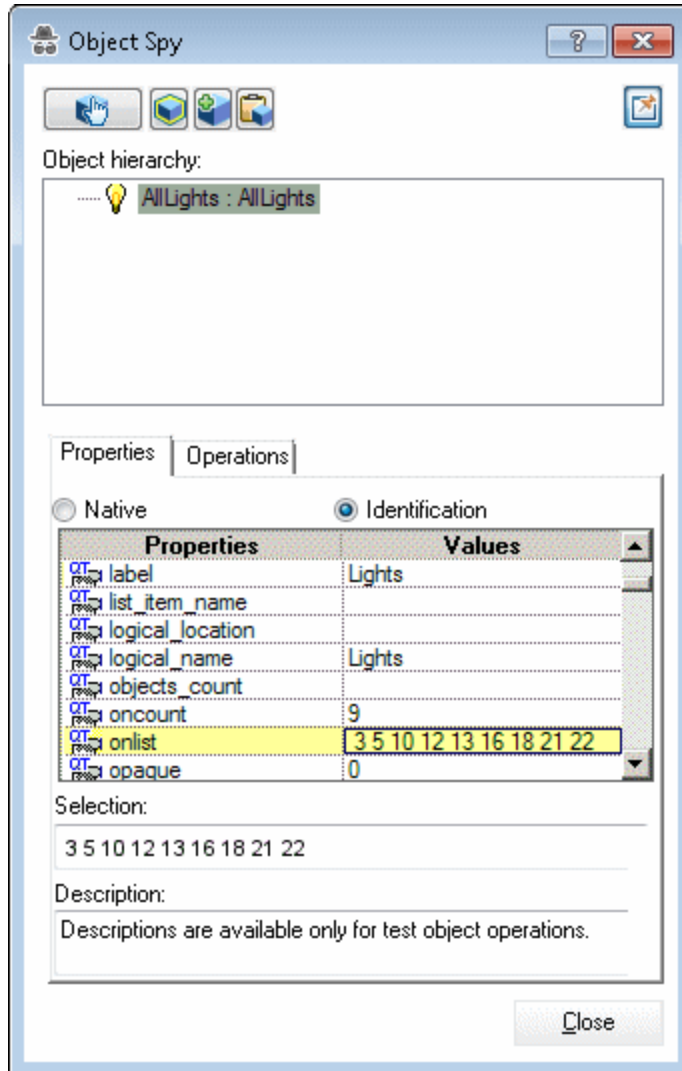 Object Spy
Object hierarchy:
AllLights : AllLights
Properties
Operations
Native
Identification
Properties Values
label Lights
list_item_name
logical_location
logical_name Lights
objects_count
oncount 9
onlist 3 5 10 12 13 16 18 21 22
opaque 0
Selection:
3 5 10 12 13 16 18 21 22
Description:
Descriptions are available only for test object operations.
Close